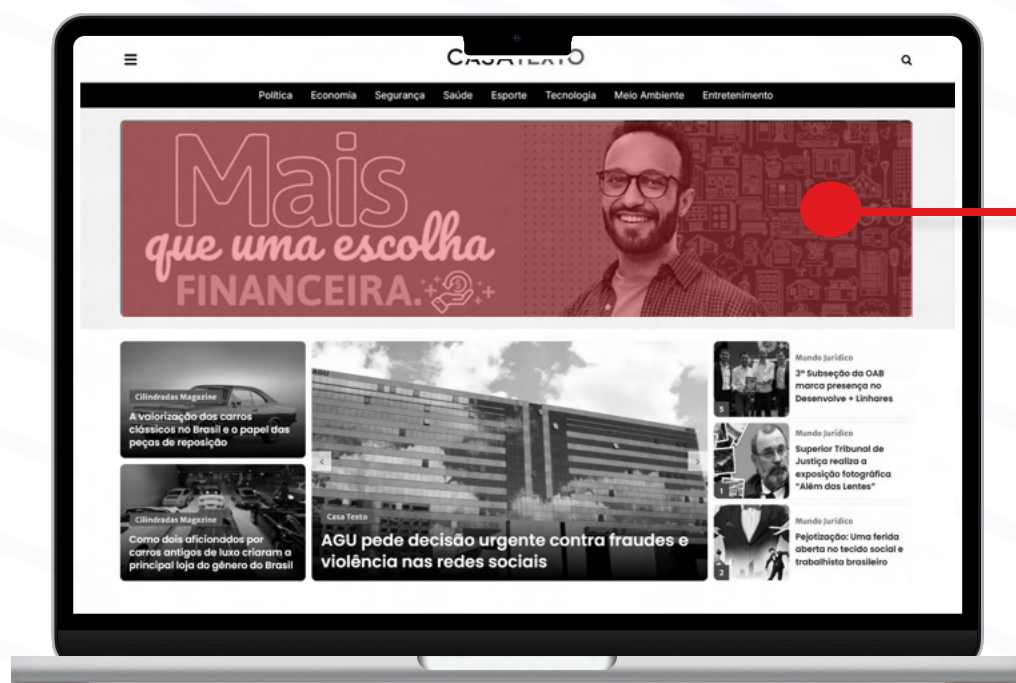 CASATEXTO
Política Economia Segurança Saúde Esporte Tecnologia Meio Ambiente Entretenimento
Mais
que uma escolha
FINANCEIRA.
Cilindradas Magazine
A valorização dos carros
clássicos no Brasil e o papel das
peças de reposição
Cilindradas Magazine
Como dois aficionados por
carros antigos de luxo criaram a
principal loja do gênero do Brasil
AGU
Casa Texto
AGU pede decisão urgente contra fraudes e
violência nas redes sociais
Mundo Jurídico
3ª Subseção da OAB
marca presença no
Desenvolve + Linhares
5
Mundo Jurídico
Superior Tribunal de
Justiça realiza a
exposição fotográfica
“Além das Lentes”
1
Mundo Jurídico
Pejotização: Uma ferida
aberta no tecido social e
trabalhista brasileiro
2